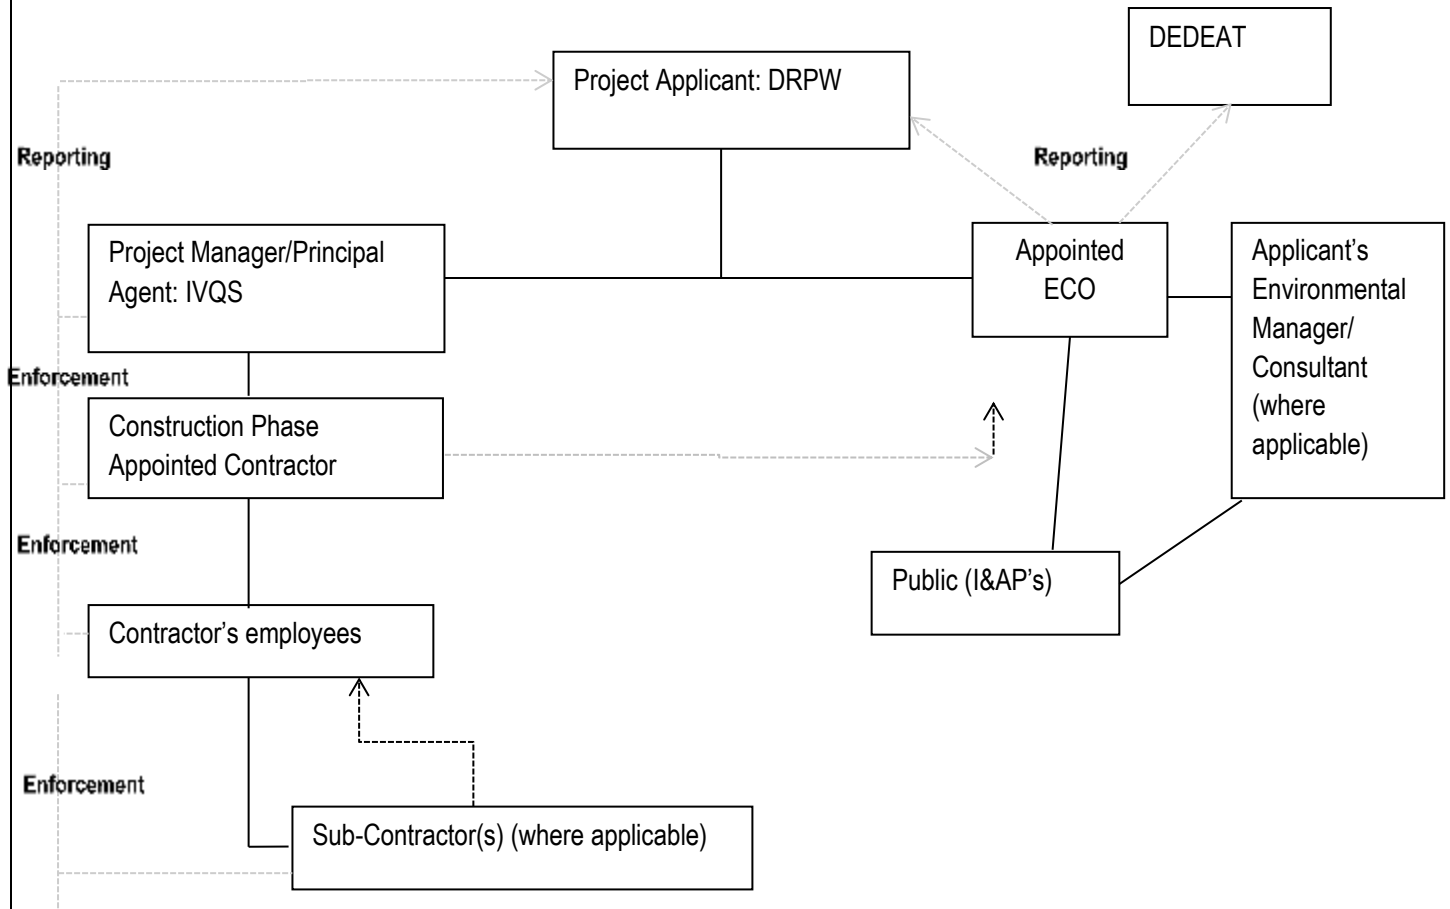 DEDEAT
Project Applicant: DRPW
Reporting
Reporting
Project Manager/Principal
Agent: IVQS
Appointed
ECO
Applicant’s
Environmental
Manager/
Consultant
(where
applicable)
Enforcement
Construction Phase
Appointed Contractor
Enforcement
Public (I&AP’s)
Contractor’s employees
Enforcement
Sub-Contractor(s) (where applicable)